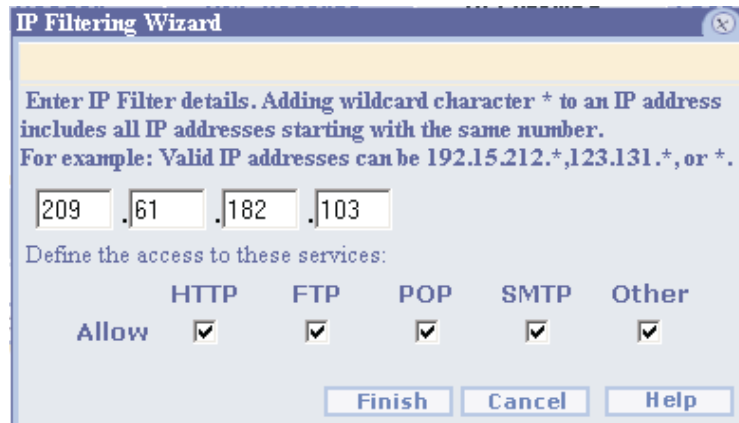 IP Filtering Wizard
Enter IP Filter details. Adding wildcard character * to an IP address
includes all IP addresses starting with the same number.
For example: Valid IP addresses can be 192.15.212.*,123.131.*, or *.
209 .61 .182 .103
Define the access to these services:
HTTP FTP POP SMTP Other
Allow
Finish Cancel Help